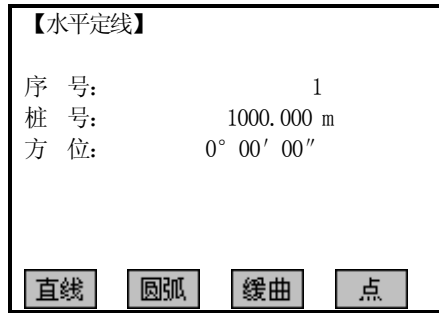 【水平定线】
序 号: 1
桩 号: 1000.000 m
方 位: 0° 00′ 00″
直线 圆弧 缓曲 点